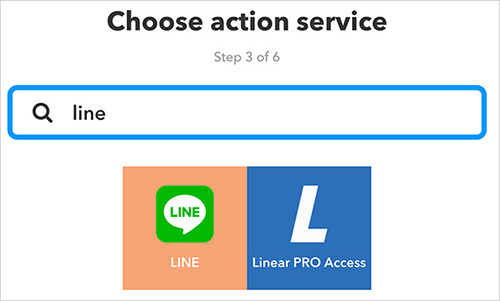 Choose action service
Step 3 of 6
line
LINE
L
LINE
Linear PRO Access